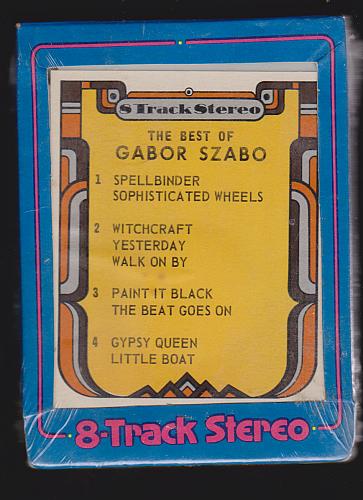 8 Track Stereo
THE BEST OF
GABOR SZABO
1 SPELLBINDER
SOPHISTICATED WHEELS
2 WITCHCRAFT
YESTERDAY
WALK ON BY
3 PAINT IT BLACK
THE BEAT GOES ON
4 GYPSY QUEEN
LITTLE BOAT
8-Track Stereo